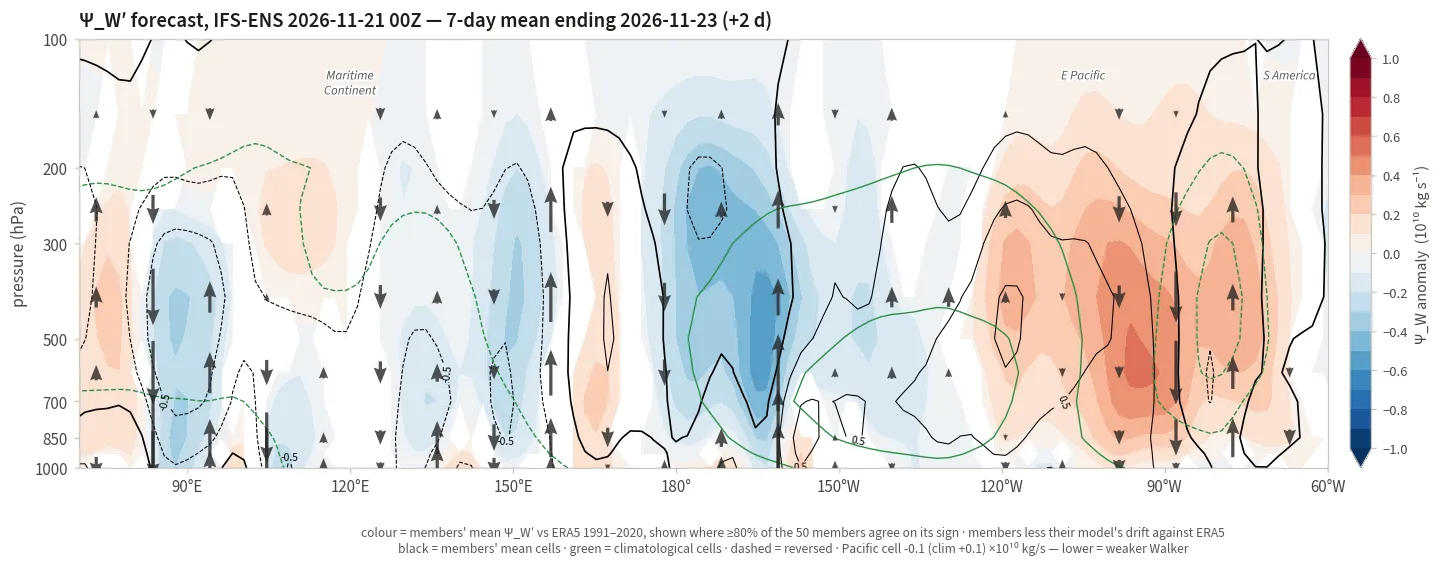 Ψ_W′ forecast, IFS-ENS 2026-11-21 00Z — 7-day mean ending 2026-11-23 (+2 d)
100
200
300
500
700
850
1000
pressure (hPa)
Maritime
Continent
E Pacific
S America
-0.5
-0.5
-0.5
-0.5
0.5
0.5
0.5
90°E
120°E
150°E
180°
150°W
120°W
90°W
60°W
1.0
0.8
0.6
0.4
0.2
0.0
−0.2
−0.4
−0.6
−0.8
−1.0
Ψ_W anomaly (10¹⁰ kg s⁻¹)
colour = members' mean Ψ_W′ vs ERA5 1991–2020, shown where ≥80% of the 50 members agree on its sign · members less their model's drift against ERA5
black = members' mean cells · green = climatological cells · dashed = reversed · Pacific cell -0.1 (clim +0.1) ×10¹⁰ kg/s — lower = weaker Walker